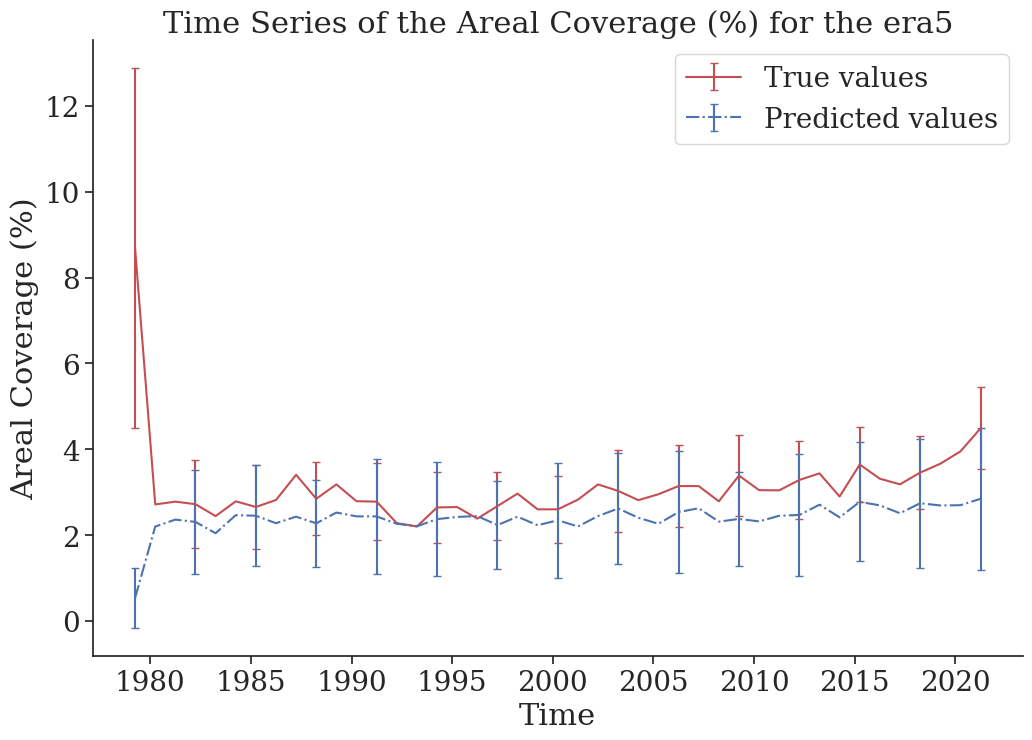 Time Series of the Areal Coverage (%) for the era5
True values
Predicted values
Areal Coverage (%)
12
10
8
6
4
2
0
1980 1985 1990 1995 2000 2005 2010 2015 2020
Time